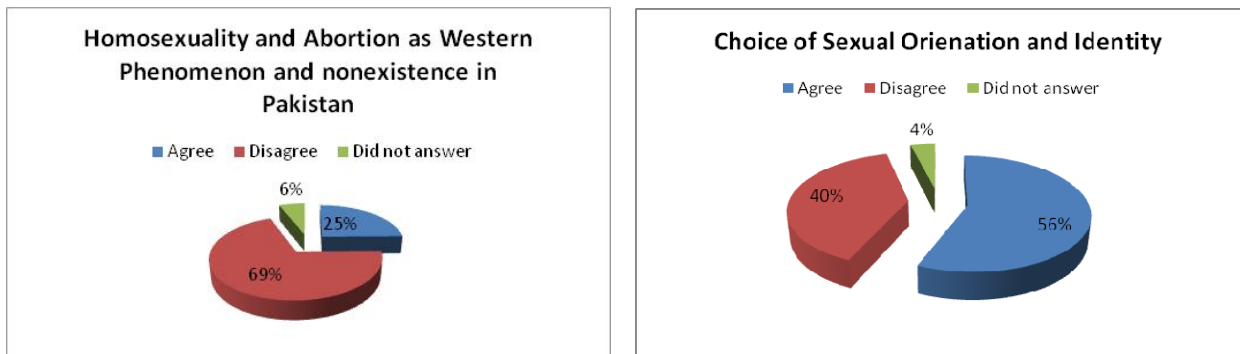 Homosexuality and Abortion as Western
Phenomenon and nonexistence in
Pakistan
Agree Disagree Did not answer
6%
25%
69%
Choice of Sexual Orienation and Identity
Agree Disagree Did not answer
4%
40%
56%